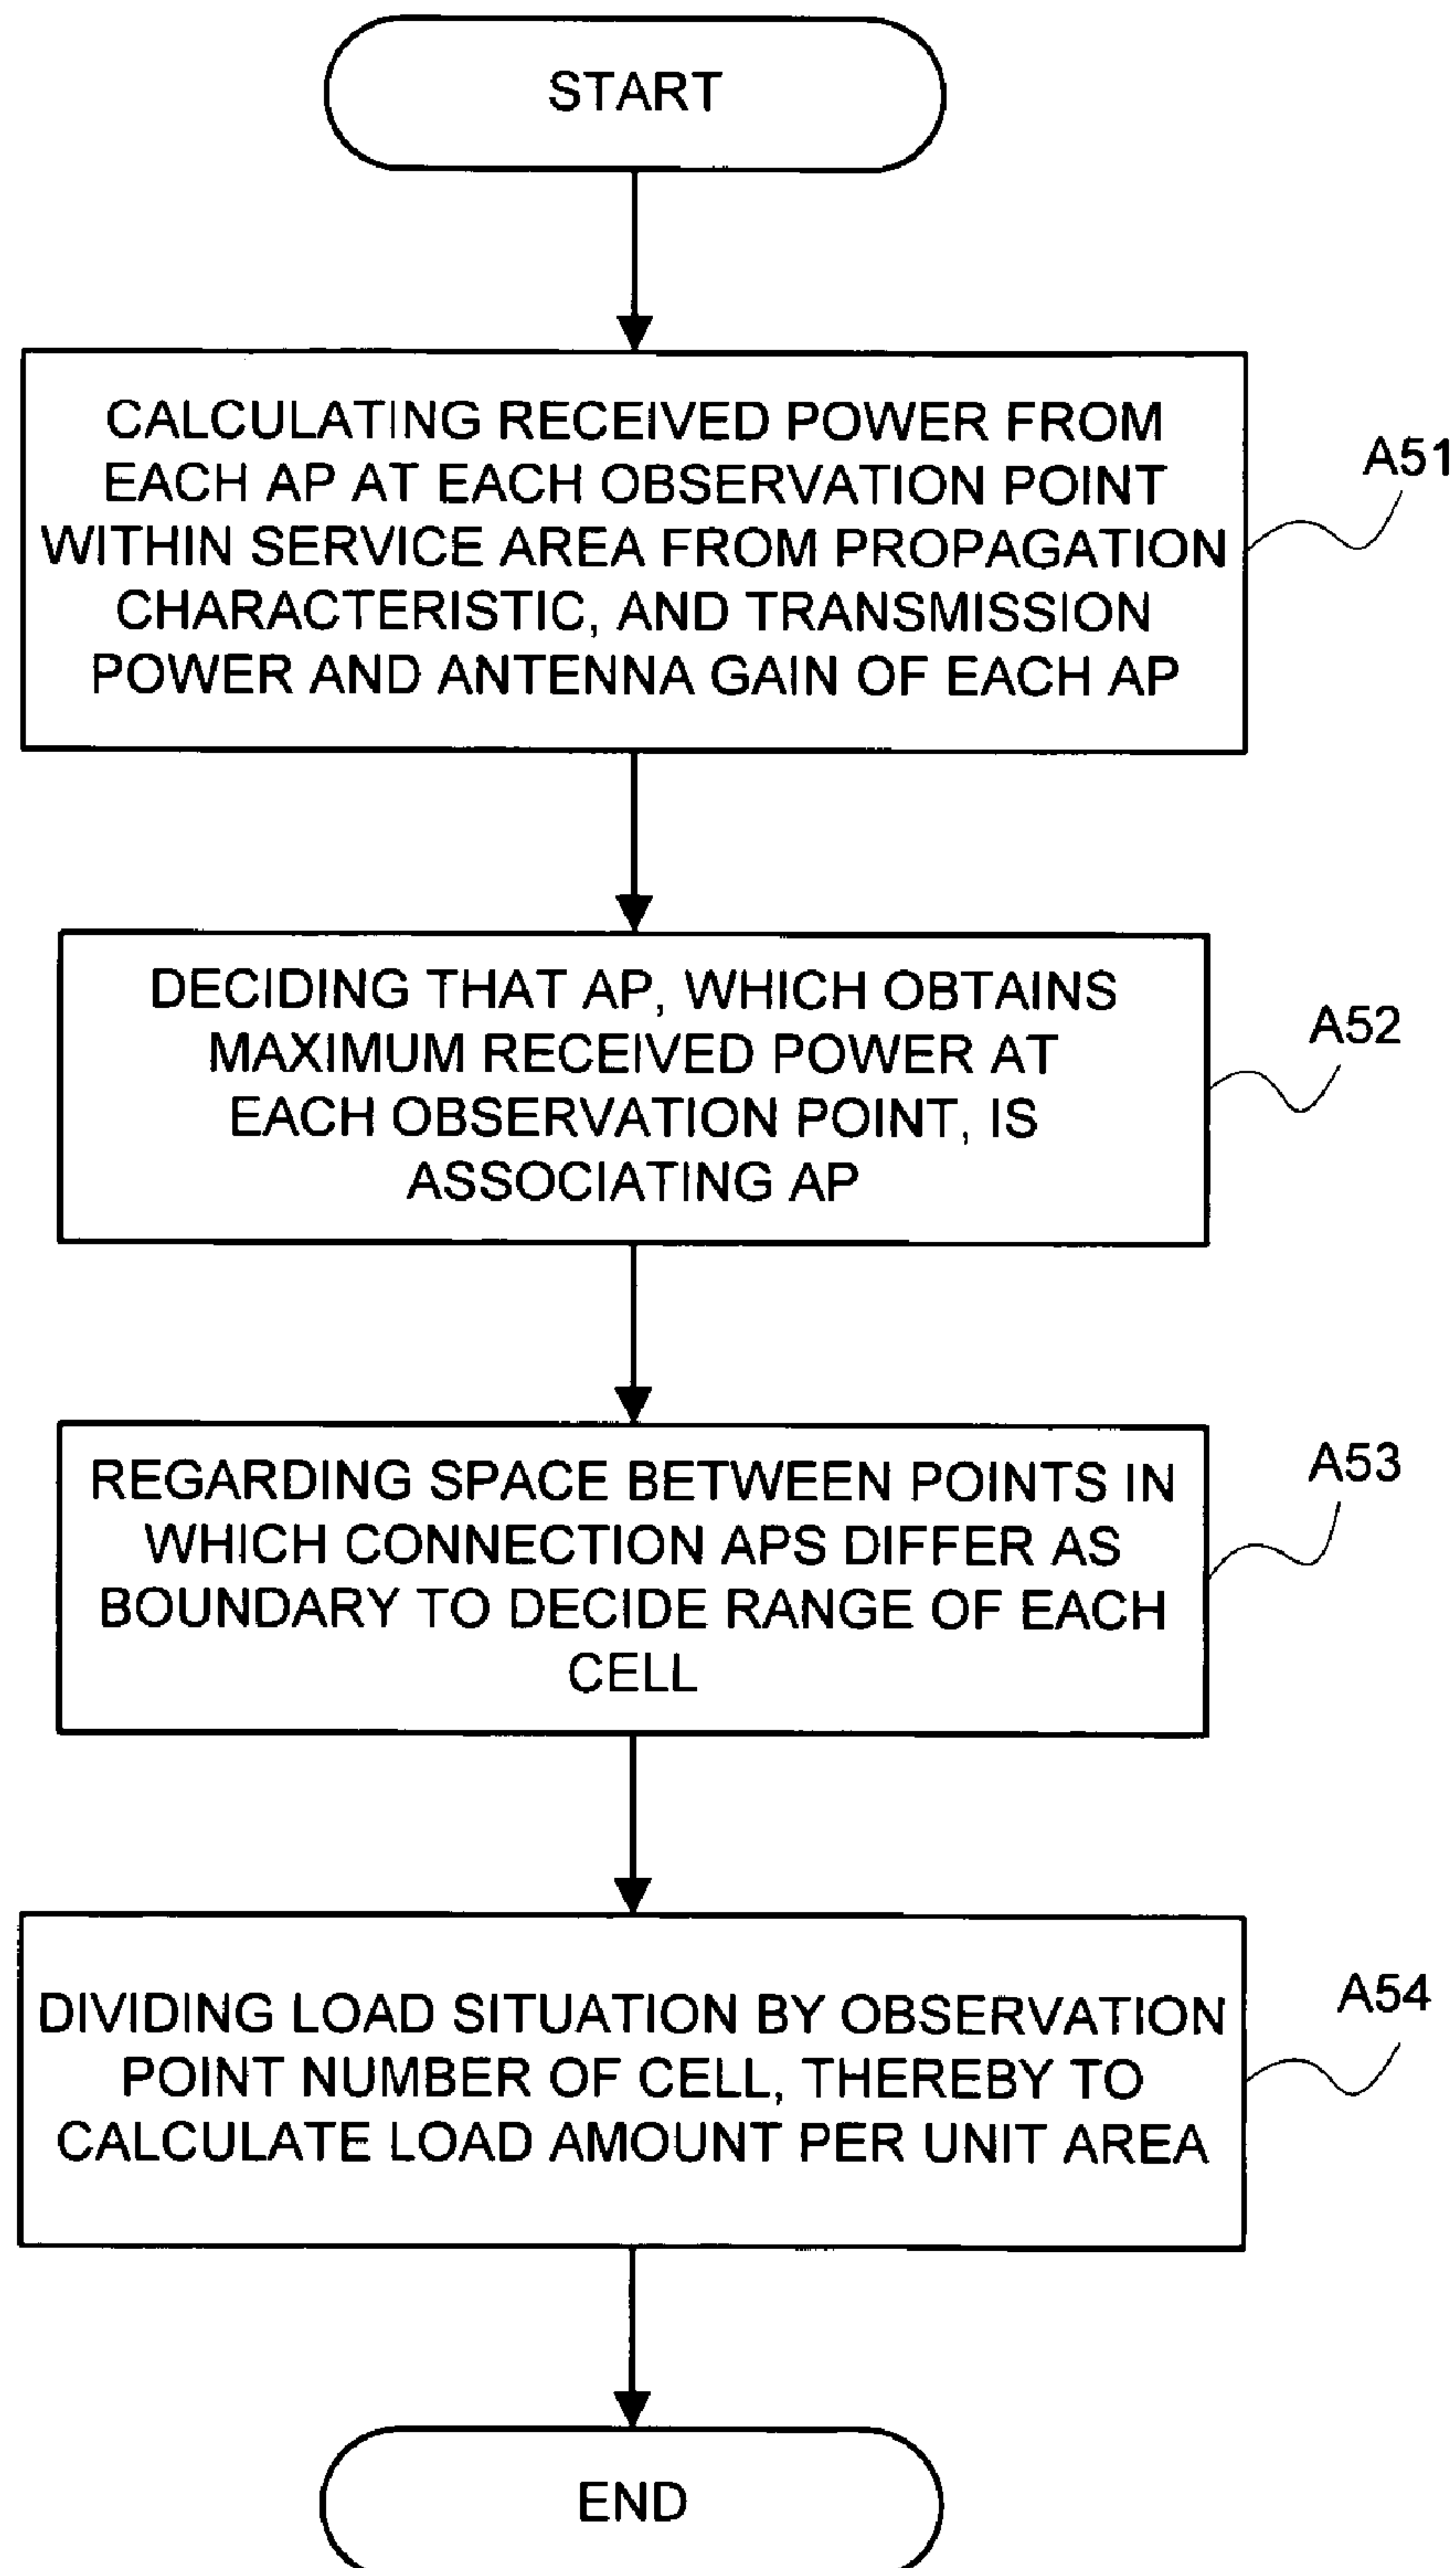 START
CALCULATING RECEIVED POWER FROM
EACH AP AT EACH OBSERVATION POINT
WITHIN SERVICE AREA FROM PROPAGATION
CHARACTERISTIC, AND TRANSMISSION
POWER AND ANTENNA GAIN OF EACH AP
A51
DECIDING THAT AP, WHICH OBTAINS
MAXIMUM RECEIVED POWER AT
EACH OBSERVATION POINT, IS
ASSOCIATING AP
A52
REGARDING SPACE BETWEEN POINTS IN
WHICH CONNECTION APS DIFFER AS
BOUNDARY TO DECIDE RANGE OF EACH
CELL
A53
DIVIDING LOAD SITUATION BY OBSERVATION
POINT NUMBER OF CELL, THEREBY TO
CALCULATE LOAD AMOUNT PER UNIT AREA
A54
END